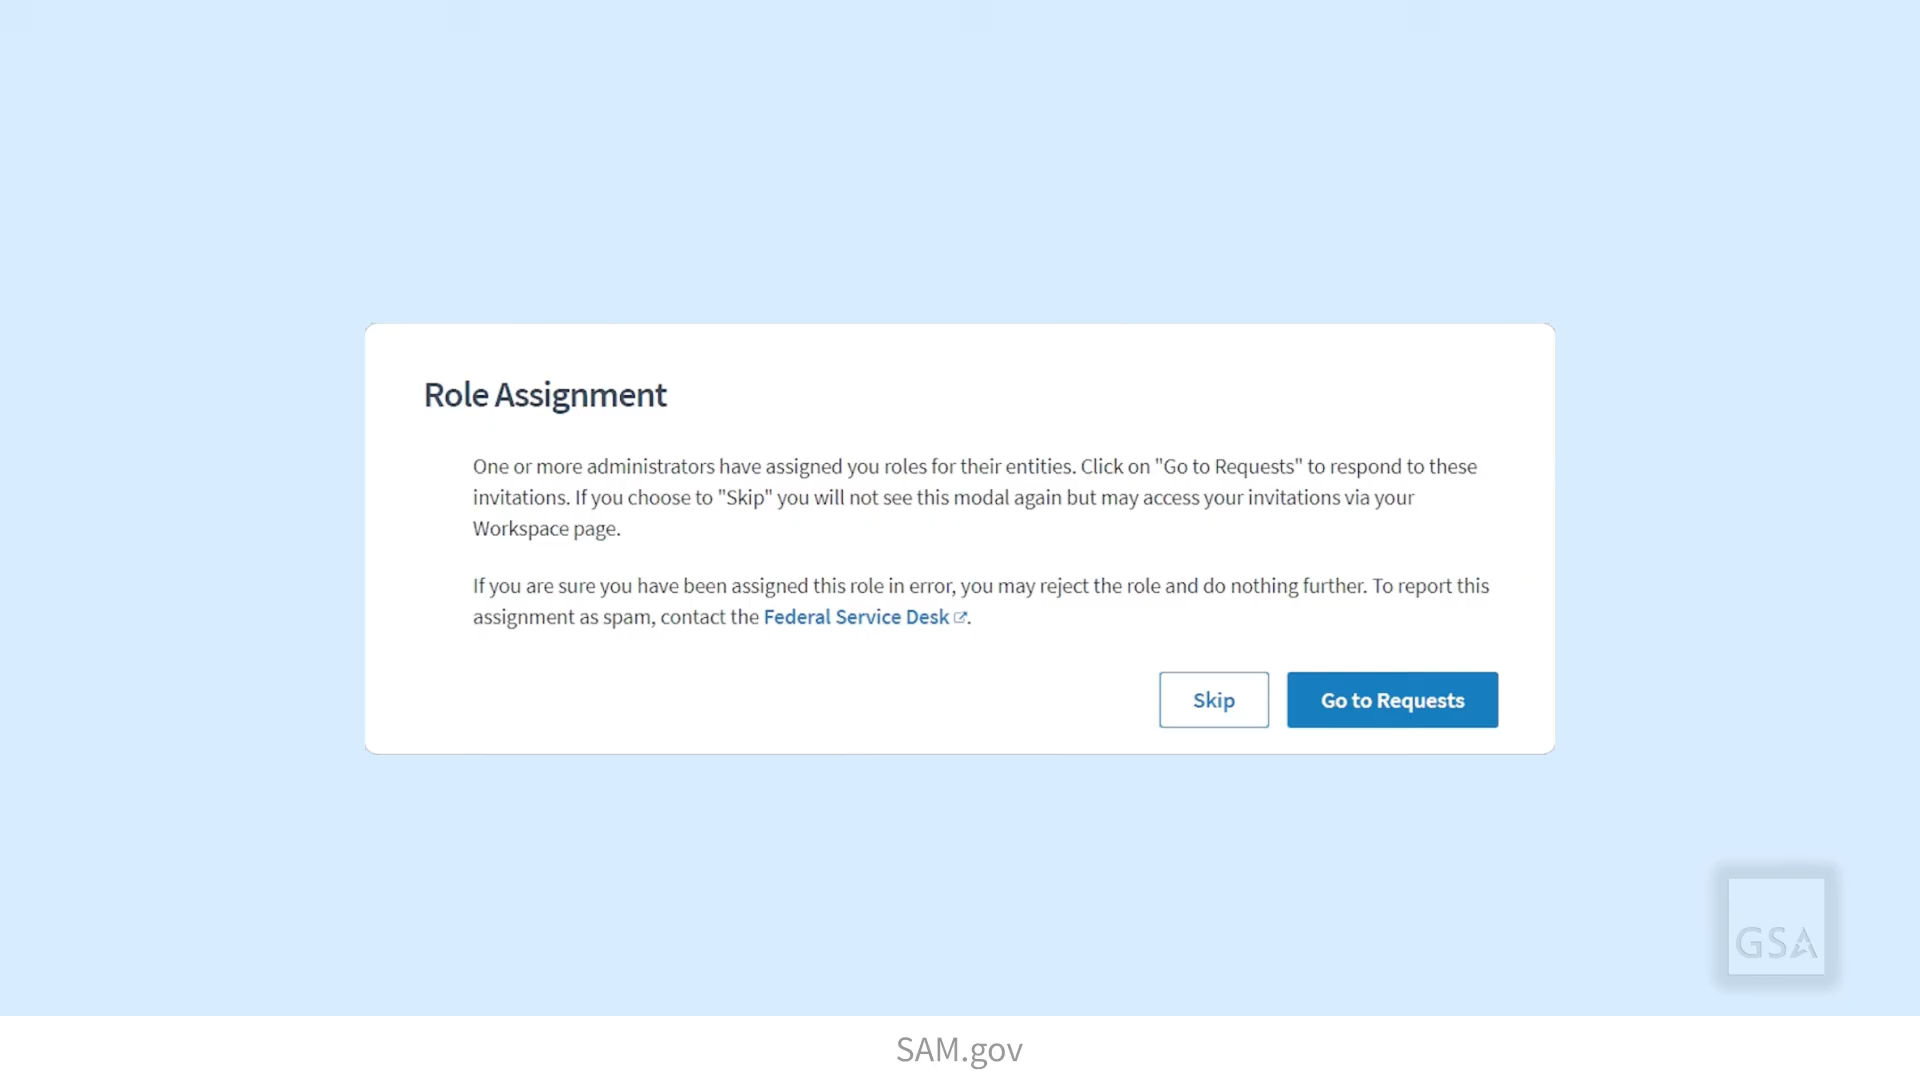 Role Assignment
One or more administrators have assigned you roles for their entities. Click on "Go to Requests" to respond to these
invitations. If you choose to "Skip" you will not see this modal again but may access your invitations via your
Workspace page.
If you are sure you have been assigned this role in error, you may reject the role and do nothing further. To report this
assignment as spam, contact the Federal Service Desk.
Skip
Go to Requests
GSA
SAM.gov